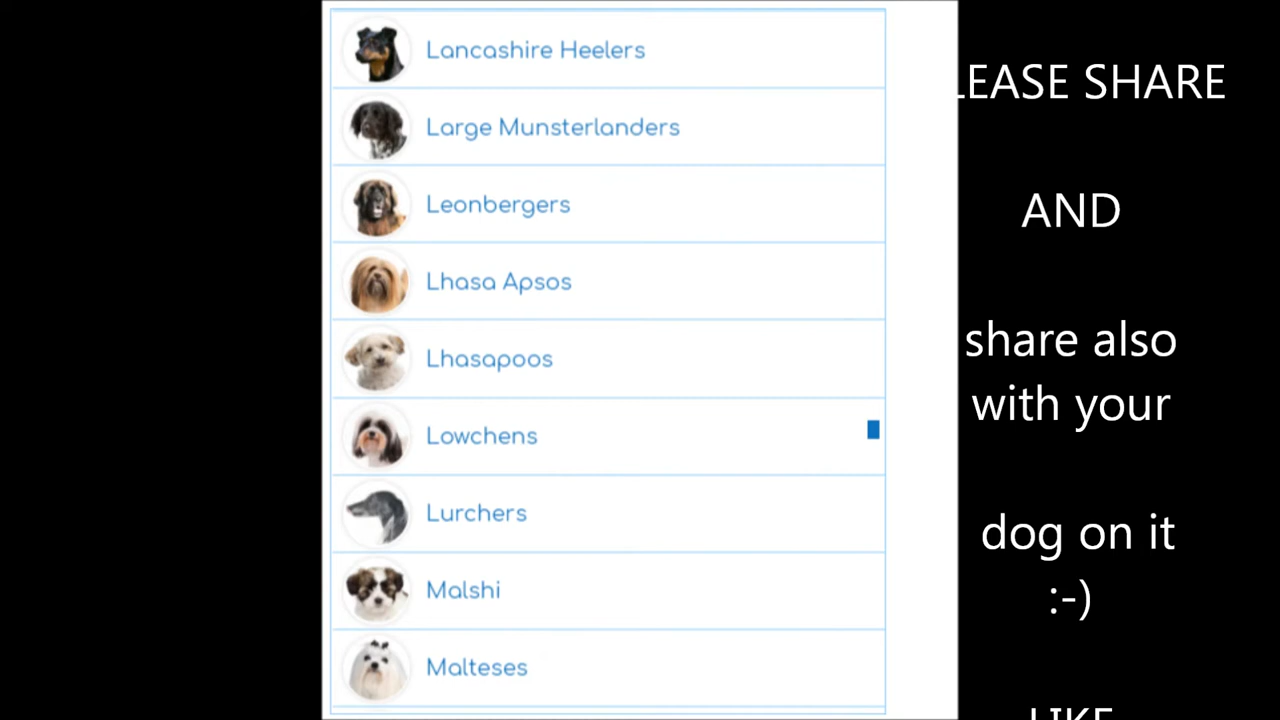 Lancashire Heelers
Large Munsterlanders
Leonbergers
Lhasa Apsos
Lhasapoos
Lowchens
Lurchers
Malshi
Malteses
LEASE SHARE
AND
share also
with your
dog on it
:-)
LIKE